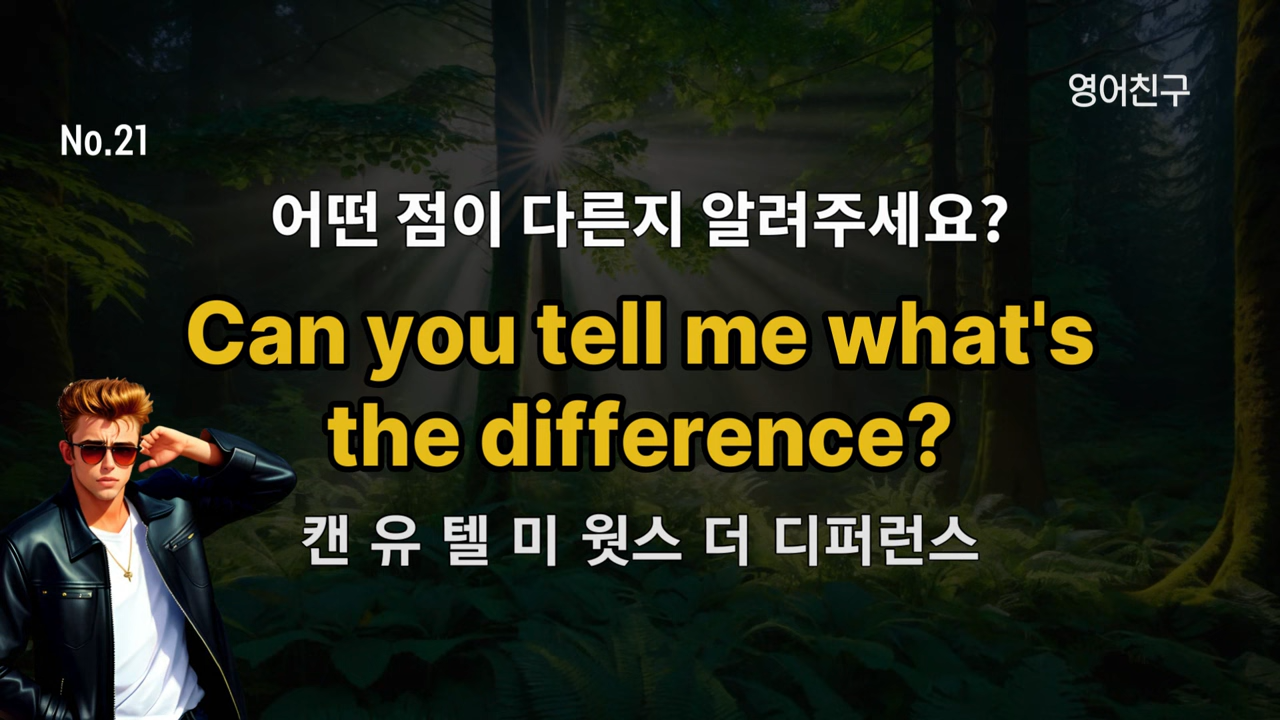 영어친구
No.21
어떤 점이 다른지 알려주세요?
Can you tell me what's
the difference?
캔 유 텔 미 웟스 더 디퍼런스